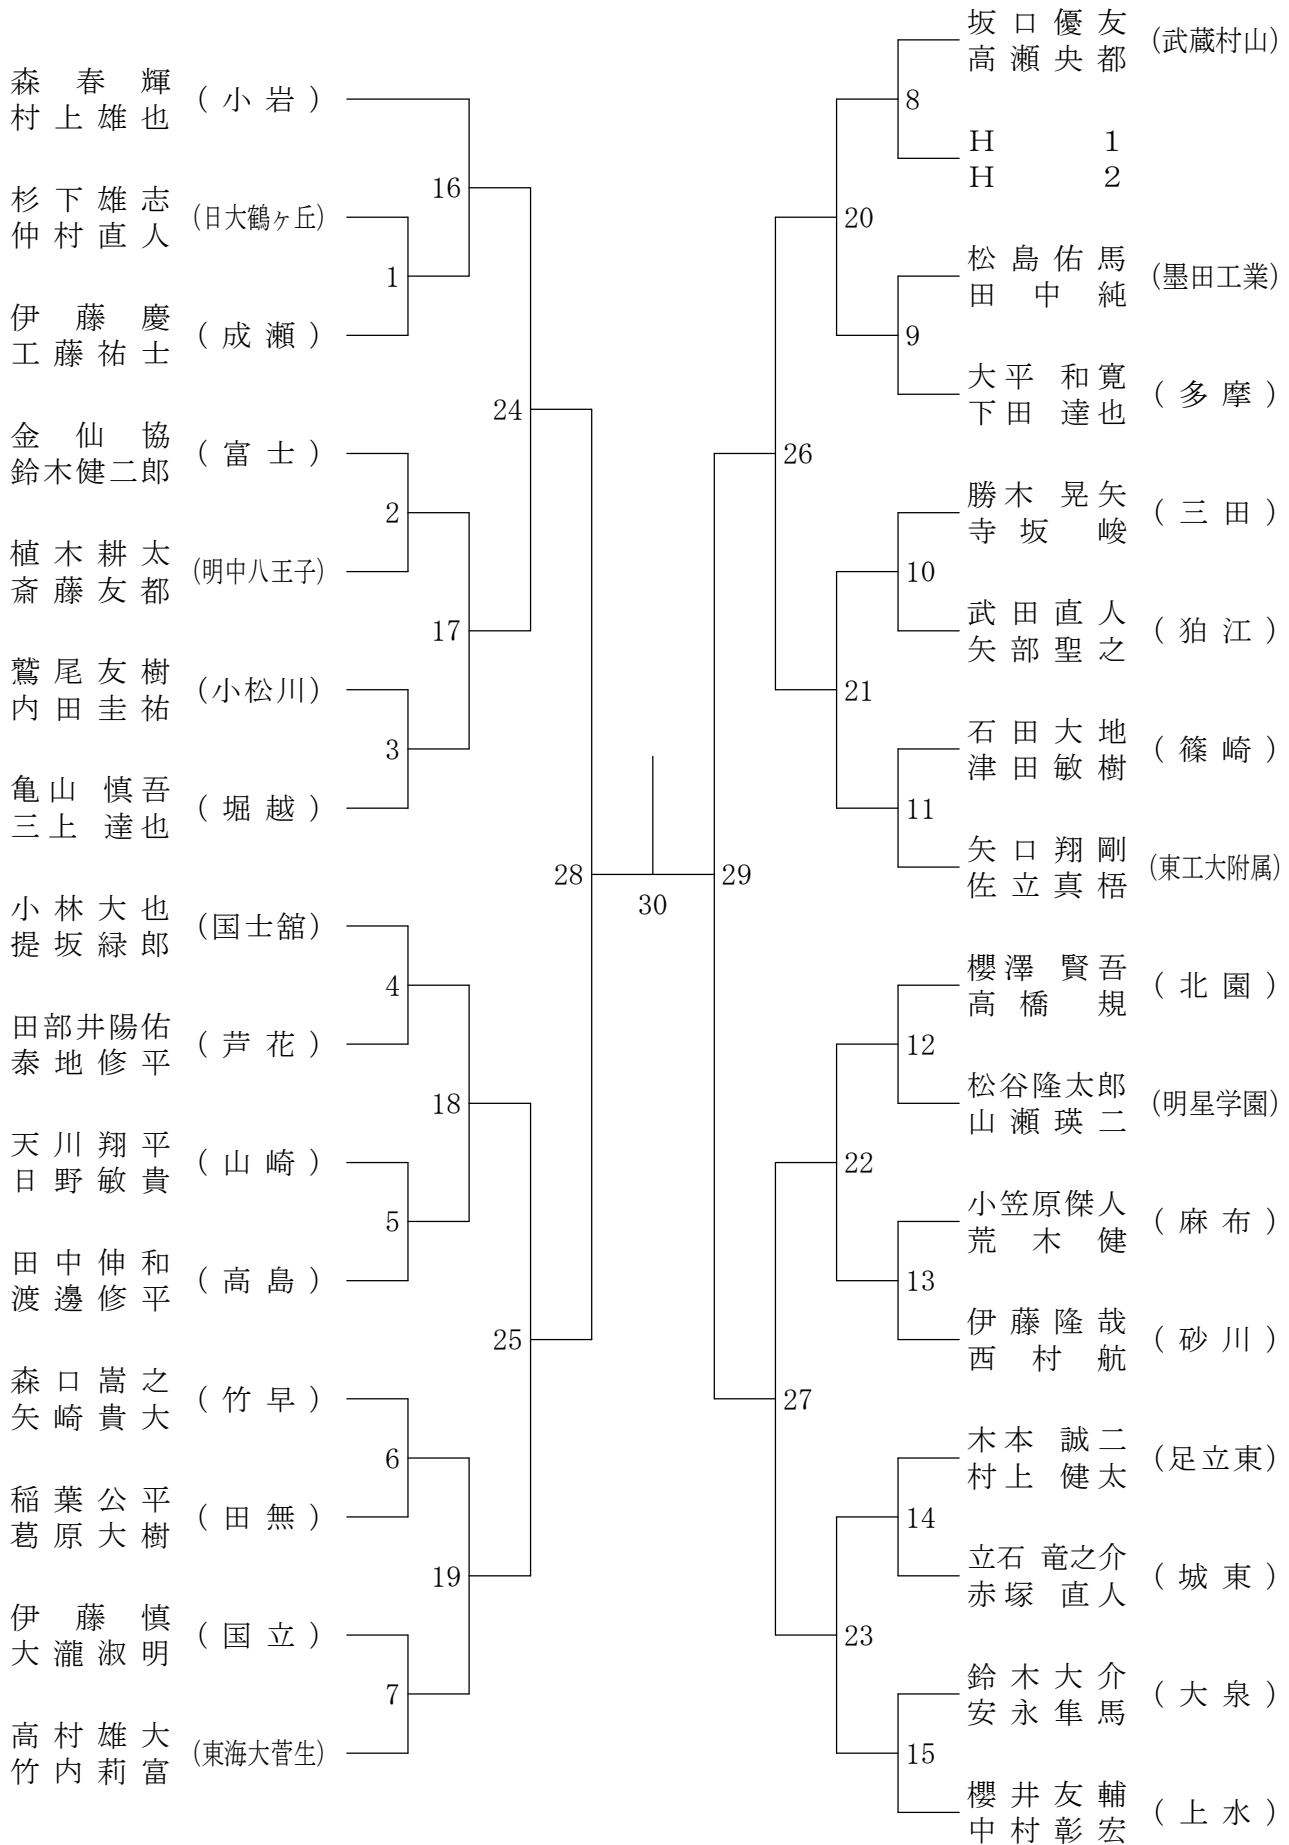 森春輝
村上雄也
(小岩)
杉下雄志
仲村直人
(日大鶴ヶ丘)
伊藤慶
工藤祐士
(成瀬)
金仙協
鈴木健二郎
(富士)
植木耕太
斎藤友都
(明中八王子)
鷲尾友樹
内田圭祐
(小松川)
亀山慎吾
三上達也
(堀越)
小林大也
提坂緑郎
(国士舘)
田部井陽佑
泰地修平
(芦花)
天川翔平
日野敏貴
(山崎)
田中伸和
渡邊修平
(高島)
森口嵩之
矢崎貴大
(竹早)
稲葉公平
葛原大樹
(田無)
伊藤慎
大瀧淑明
(国立)
高村雄大
竹内莉富
(東海大菅生)
1
2
3
4
5
6
7
16
17
18
19
24
25
28
30
29
26
27
20
21
22
23
8
9
10
11
12
13
14
15
坂口優友
高瀬央都
(武蔵村山)
H 1
H 2
松島佑馬
田中純
(墨田工業)
大平和寛
下田達也
(多摩)
勝木晃矢
寺坂峻
(三田)
武田直人
矢部聖之
(狛江)
石田大地
津田敏樹
(篠崎)
矢口翔剛
佐立真梧
(東工大附属)
櫻澤賢吾
高橋規
(北園)
松谷隆太郎
山瀬瑛二
(明星学園)
小笠原傑人
荒木健
(麻布)
伊藤隆哉
西村航
(砂川)
木本誠二
村上健太
(足立東)
立石竜之介
赤塚直人
(城東)
鈴木大介
安永隼馬
(大泉)
櫻井友輔
中村彰宏
(上水)